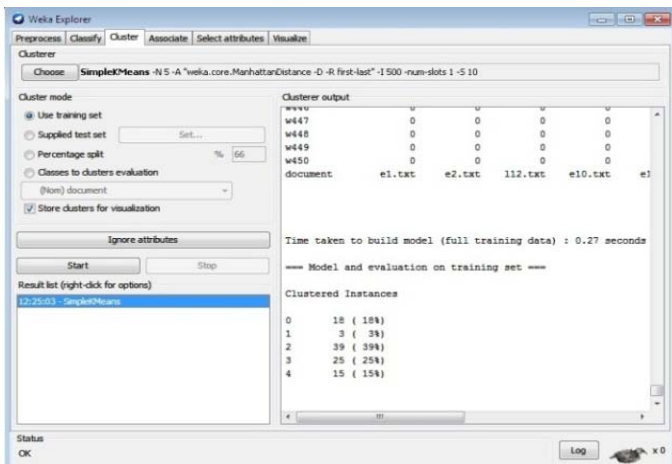 Weka Explorer
Preprocess Classify Cluster Associate Select attributes Visualize
Clusterer
Choose SimpleKMeans -N 5 -A "weka.core.ManhattanDistance -D -R first-last" -I 500 -num-slots 1 -S 10
Cluster mode
Use training set
Supplied test set Set...
Percentage split % 66
Classes to clusters evaluation
(Nom) document
Store clusters for visualization
Ignore attributes
Start Stop
Result list (right-click for options)
12:25:03 - SimpleKMeans
Clusterer output
w446 0 0 0 0
w447 0 0 0 0
w448 0 0 0 0
w449 0 0 0 0
w450 0 0 0 0
document e1.txt e2.txt 112.txt e10.txt e1
Time taken to build model (full training data) : 0.27 seconds
=== Model and evaluation on training set ===
Clustered Instances
0 18 ( 18%)
1 3 ( 3%)
2 39 ( 39%)
3 25 ( 25%)
4 15 ( 15%)
Status
OK
Log x 0